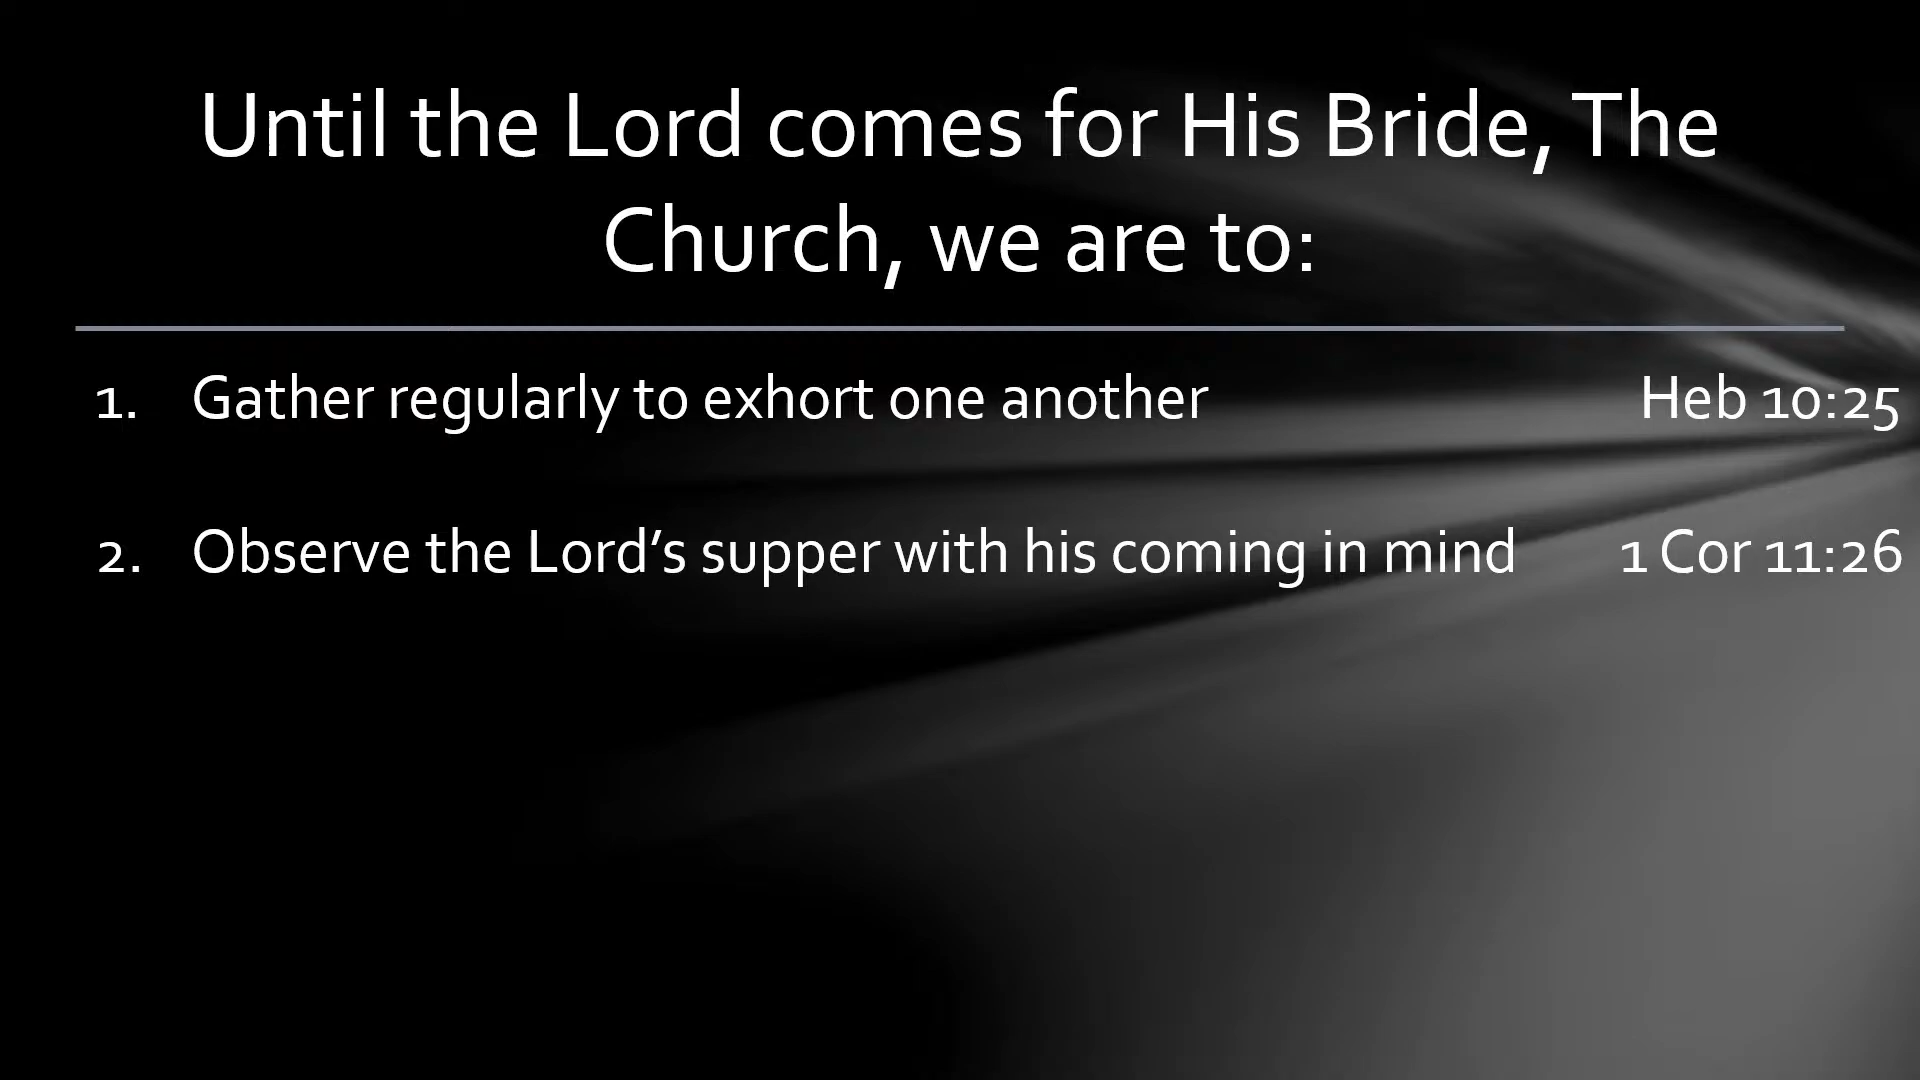 Until the Lord comes for His Bride, The
Church, we are to:
1. Gather regularly to exhort one another Heb 10:25
2. Observe the Lord’s supper with his coming in mind 1 Cor 11:26